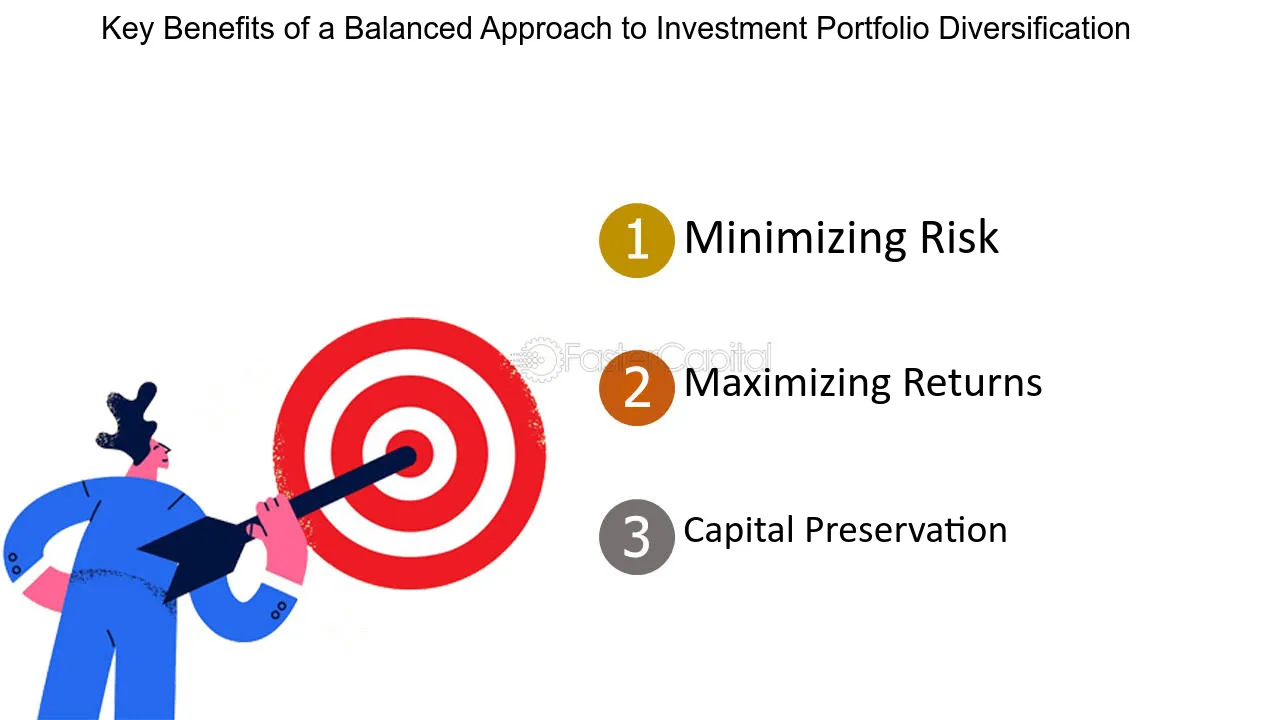 Key Benefits of a Balanced Approach to Investment Portfolio Diversification
1 Minimizing Risk
FasterCapital
2 Maximizing Returns
3 Capital Preservation